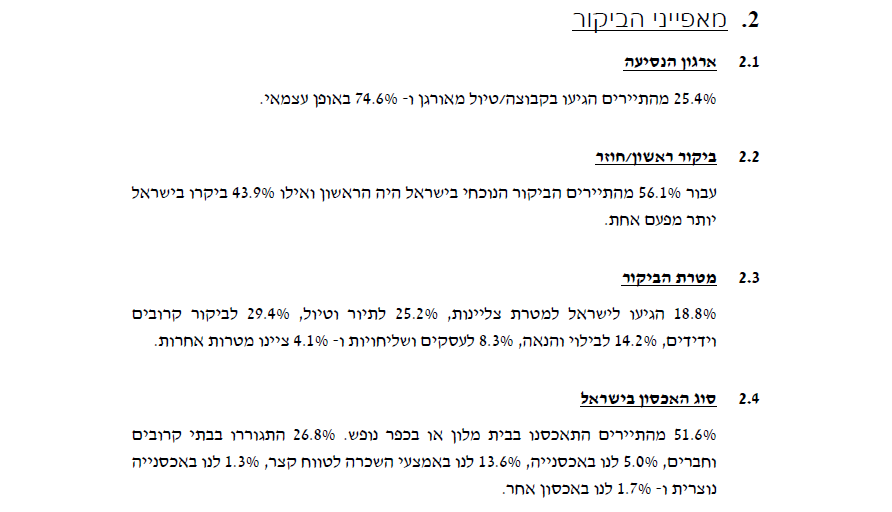 2. מאפייני הביקור
2.1 ארגון הנסיעה
25.4% מהתיירים הגיעו בקבוצה/טיול מאורגן ו- 74.6% באופן עצמאי.
2.2 ביקור ראשון/חוזר
עבור 56.1% מהתיירים הביקור הנוכחי בישראל היה הראשון ואילו 43.9% ביקרו בישראל
יותר מפעם אחת.
2.3 מטרת הביקור
18.8% הגיעו לישראל למטרת צליינות, 25.2% לתיור וטיול, 29.4% לביקור קרובים
וידידים, 14.2% לבילוי והנאה, 8.3% לעסקים ושליחויות ו- 4.1% ציינו מטרות אחרות.
2.4 סוג האכסון בישראל
51.6% מהתיירים התאכסנו בבית מלון או בכפר נופש. 26.8% התגוררו בבתי קרובים
וחברים, 5.0% לנו באכסנייה, 13.6% לנו באמצעי השכרה לטווח קצר, 1.3% לנו באכסנייה
נוצרית ו- 1.7% לנו באכסון אחר.